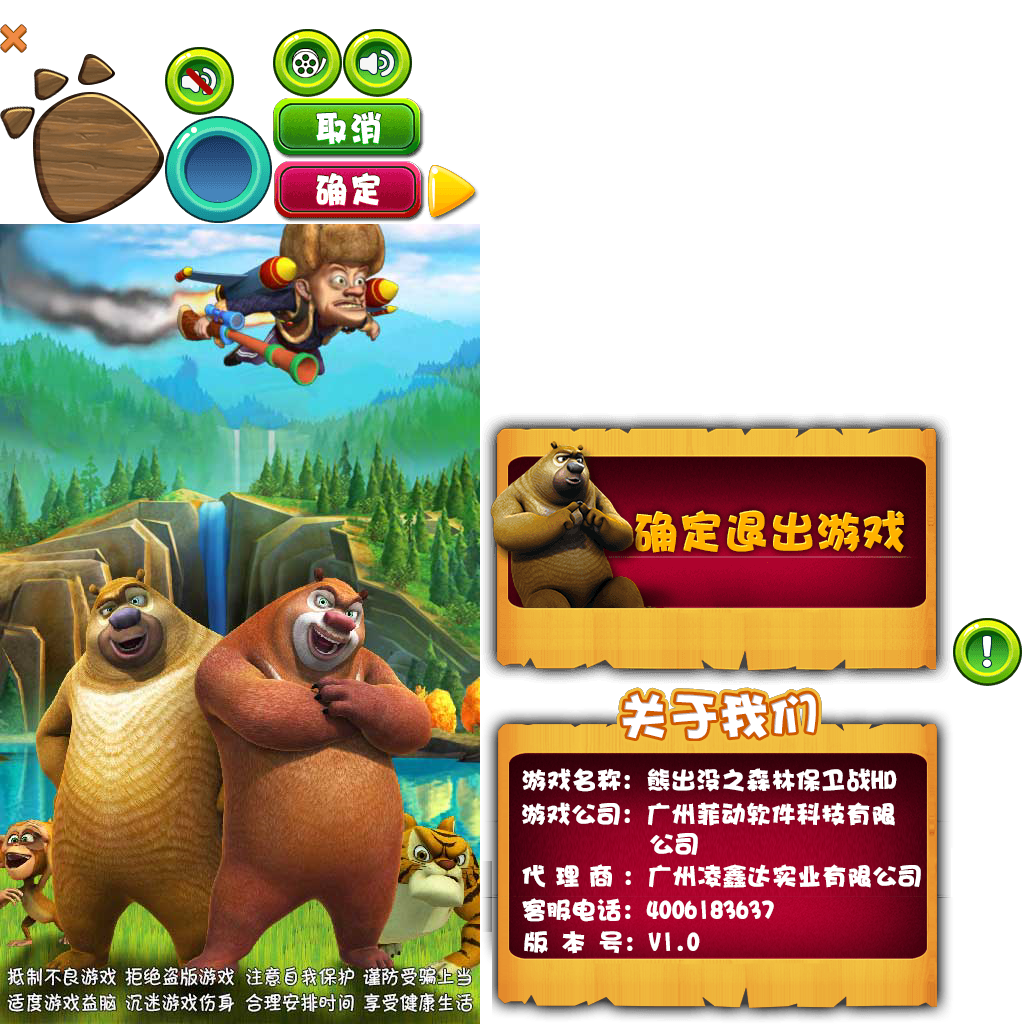 取消
确定
确定退出游戏
!
关于我们
游戏名称：熊出没之森林保卫战HD
游戏公司：广州菲动软件科技有限
公司
代 理 商 ：广州凌鑫达实业有限公司
客服电话：4006183637
版 本 号：V1.0
抵制不良游戏 拒绝盗版游戏 注意自我保护 谨防受骗上当
适度游戏益脑 沉迷游戏伤身 合理安排时间 享受健康生活